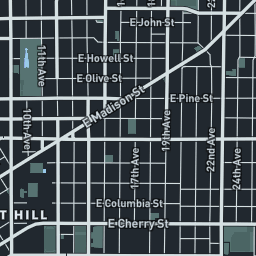 E John St
E Howell St
11th Ave
E Olive St
E Madison St
E Pine St
10th Ave
19th Ave
22nd Ave
17th Ave
24th Ave
E Columbia St
T HILL
E Cherry St